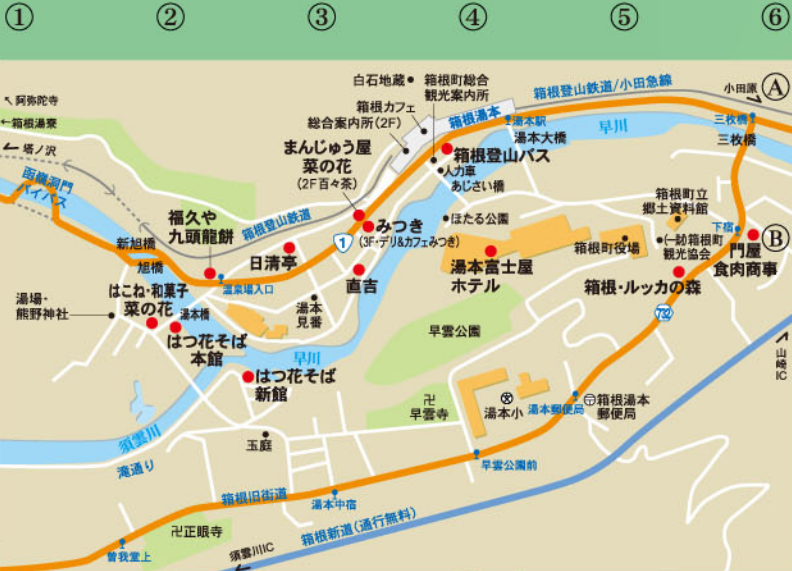 ① ② ③ ④ ⑤ ⑥
Ⓐ
Ⓑ
↖阿弥陀寺
←箱根湯寮
←塔ノ沢
函嶺洞門
バイパス
白石地蔵
箱根町総合
観光案内所
箱根カフェ
総合案内所(2F)
箱根登山鉄道/小田急線
小田原
箱根湯本
湯本駅
湯本大橋
早川
三枚橋
三枚橋
まんじゅう屋
菜の花
(2F百々茶)
箱根登山バス
人力車
あじさい橋
福久や
九頭龍餅
箱根登山鉄道
みつき
(3F・デリ&カフェみつき)
1
ほたる公園
箱根町立
郷土資料館
下宿
新旭橋
旭橋
日清亭
温泉場入口
直吉
湯本富士屋
ホテル
箱根町役場
(一財)箱根町
観光協会
門屋
食肉商事
箱根・ルッカの森
732
はこね・和菓子
菜の花
湯本橋
湯場・
熊野神社
はつ花そば
本館
湯本
見番
早雲公園
早川
山崎IC
はつ花そば
新館
早雲寺
湯本小
湯本郵便局
箱根湯本
郵便局
須雲川
滝通り
玉庭
早雲公園前
箱根旧街道
湯本中宿
卍正眼寺
曽我堂上
須雲川IC
箱根新道(通行無料)